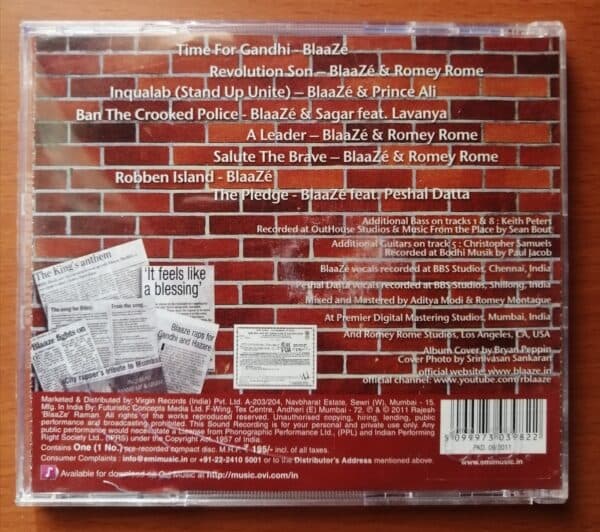 Time For Gandhi - BlaaZé
Revolution Son – BlaaZé & Romey Rome
Inqualab (Stand Up Unite) – BlaaZé & Prince Ali
Ban The Crooked Police - BlaaZé & Sagar feat. Lavanya
A Leader – BlaaZé & Romey Rome
Salute The Brave – BlaaZé & Romey Rome
Robben Island - BlaaZé
The Pledge - BlaaZé feat. Peshal Datta
Additional Bass on tracks 1 & 8 : Keith Peters
Recorded at OutHouse Studios & Music From the Place by Sean Bout
Additional Guitars on track 5 : Christopher Samuels
Recorded at Bodhi Musik by Paul Jacob
BlaaZe vocals recorded at BBS Studios, Chennai, India
Peshal Datta vocals recorded at BBS Studios, Shillong, India
Mixed and Mastered by Aditya Modi & Romey Montague
At Premier Digital Mastering Studios, Mumbai, India
And Romey Rome Studios, Los Angeles, CA, USA
Album Cover by Bryan Peppin
Cover Photo by Srinivasan Sankaran
official website www.blaaze.in
official channel: www.youtube.com/rblaaze
The King's anthem
'It feels like
a blessing'
The song for Bliss
From the song...
Blaaze fights on
Blaaze raps for
Gandhi and Hazare
City rapper's tribute to Mumbai
Marketed & Distributed by: Virgin Records (India) Pvt. Ltd. A-203/204, Navbharat Estate, Sewri (W), Mumbai - 15.
Mfg. In India By: Futuristic Concepts Media Ltd. F-Wing, Tex Centre, Andheri (E) Mumbai - 72. ℗ & © 2011 Rajesh
'BlaaZe' Raman. All rights of the works reproduced reserved. Unauthorised copying, hiring, lending, public
performance and broadcasting prohibited. This Sound Recording is for your personal and private use only. Any
public performance would necessitate a License from Phonographic Performance Ltd., (PPL) and Indian Performing
Right Society Ltd., (IPRS) under the Copyright Act, 1957 of India.
Contains One (1 No.) pre-recorded compact disc. M.R.P. ₹ 195/- incl. of all taxes.
Consumer Complaints : info@emimusic.in or +91-22-2410 5001 or to the Distributor's Address mentioned above.
Available for download on Ovi Music at http://music.ovi.com/in
5 099973 039822
PKD. 09/2011
www.emimusic.in